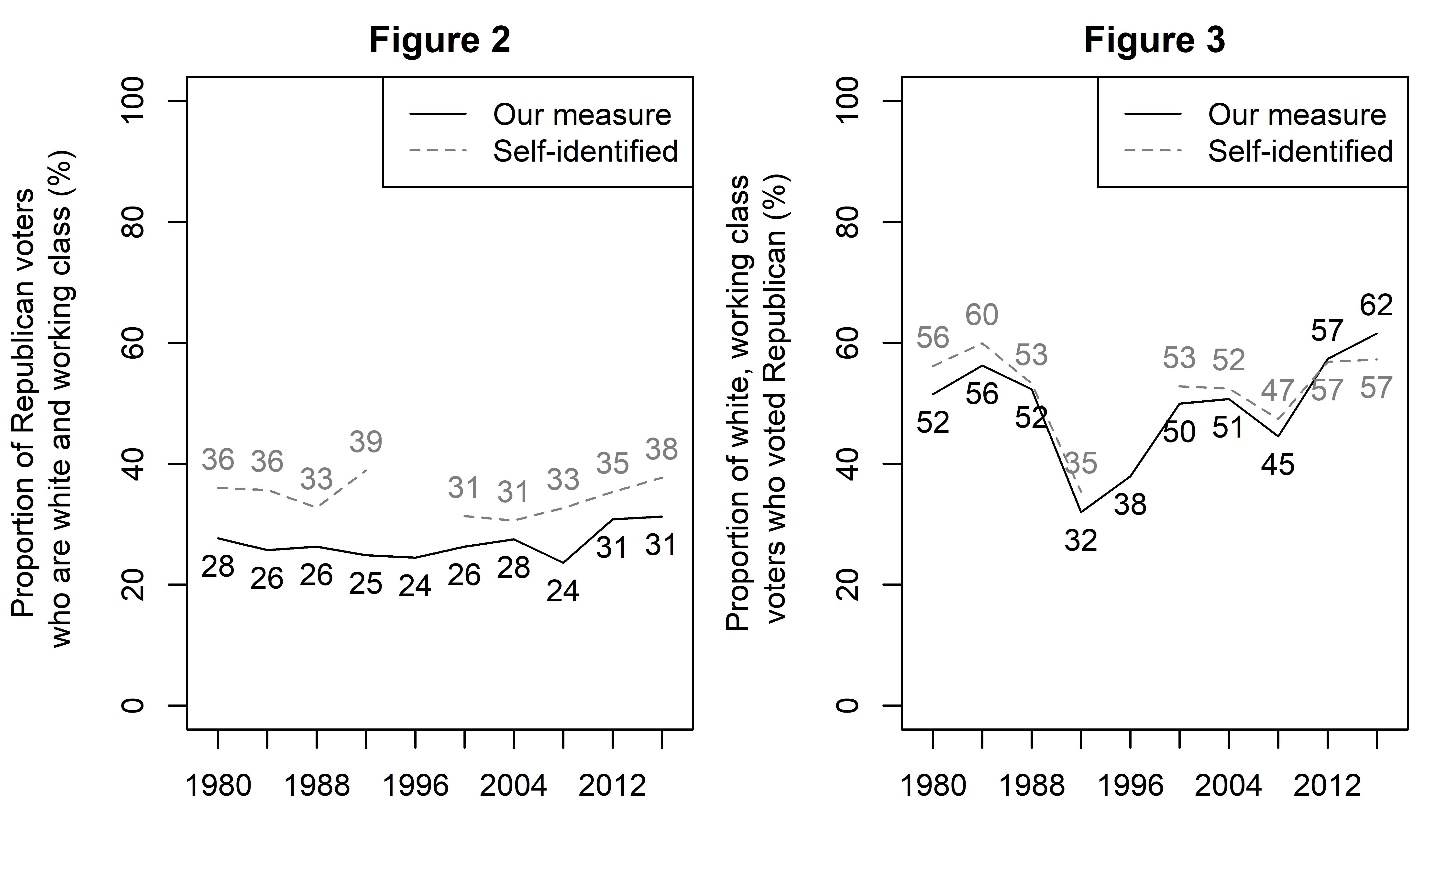 Figure 2
Our measure
Self-identified
Proportion of Republican voters
who are white and working class (%)
100
80
60
40
20
0
36 36 33 39 31 31 33 35 38
28 26 26 25 24 26 28 24 31 31
1980 1988 1996 2004 2012
Figure 3
Our measure
Self-identified
Proportion of white, working class
voters who voted Republican (%)
100
80
60
40
20
0
56 60 53 35 53 52 47 57 57
52 56 52 32 38 50 51 45 57 62
1980 1988 1996 2004 2012